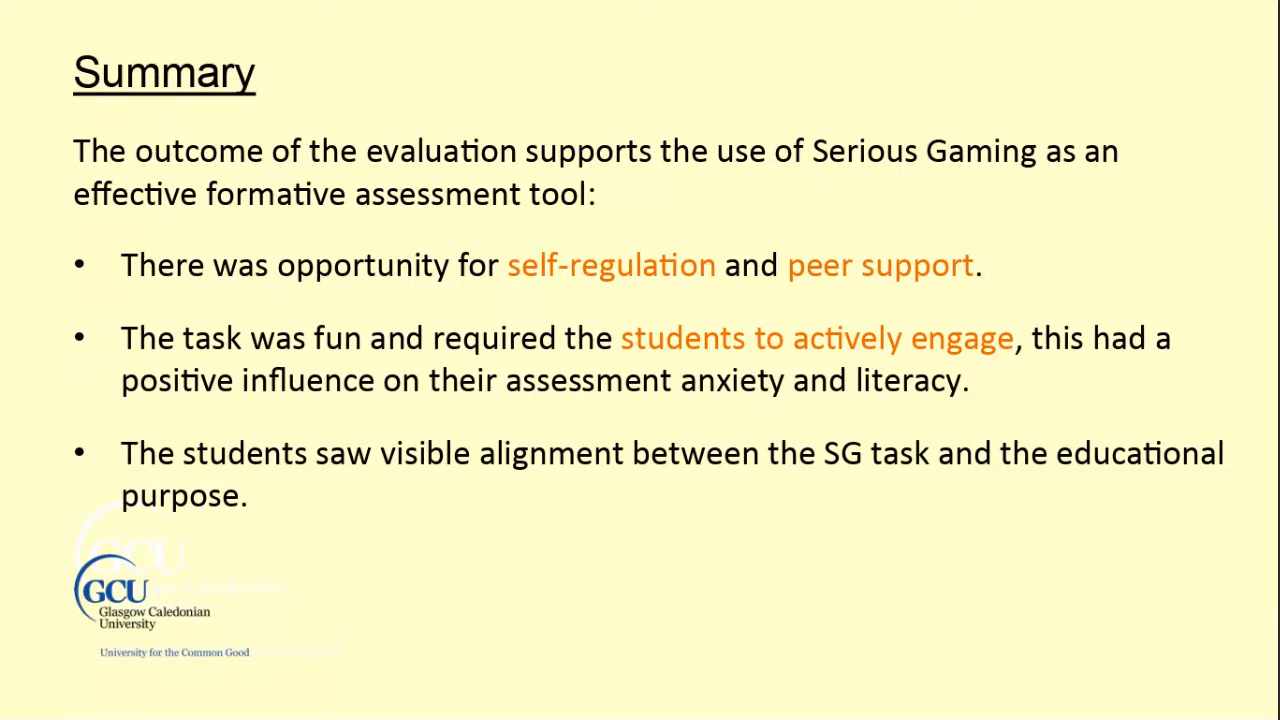 Summary
The outcome of the evaluation supports the use of Serious Gaming as an
effective formative assessment tool:
• There was opportunity for self-regulation and peer support.
• The task was fun and required the students to actively engage, this had a
positive influence on their assessment anxiety and literacy.
• The students saw visible alignment between the SG task and the educational
purpose.
GCU
GCU
Glasgow Caledonian
University
University for the Common Good